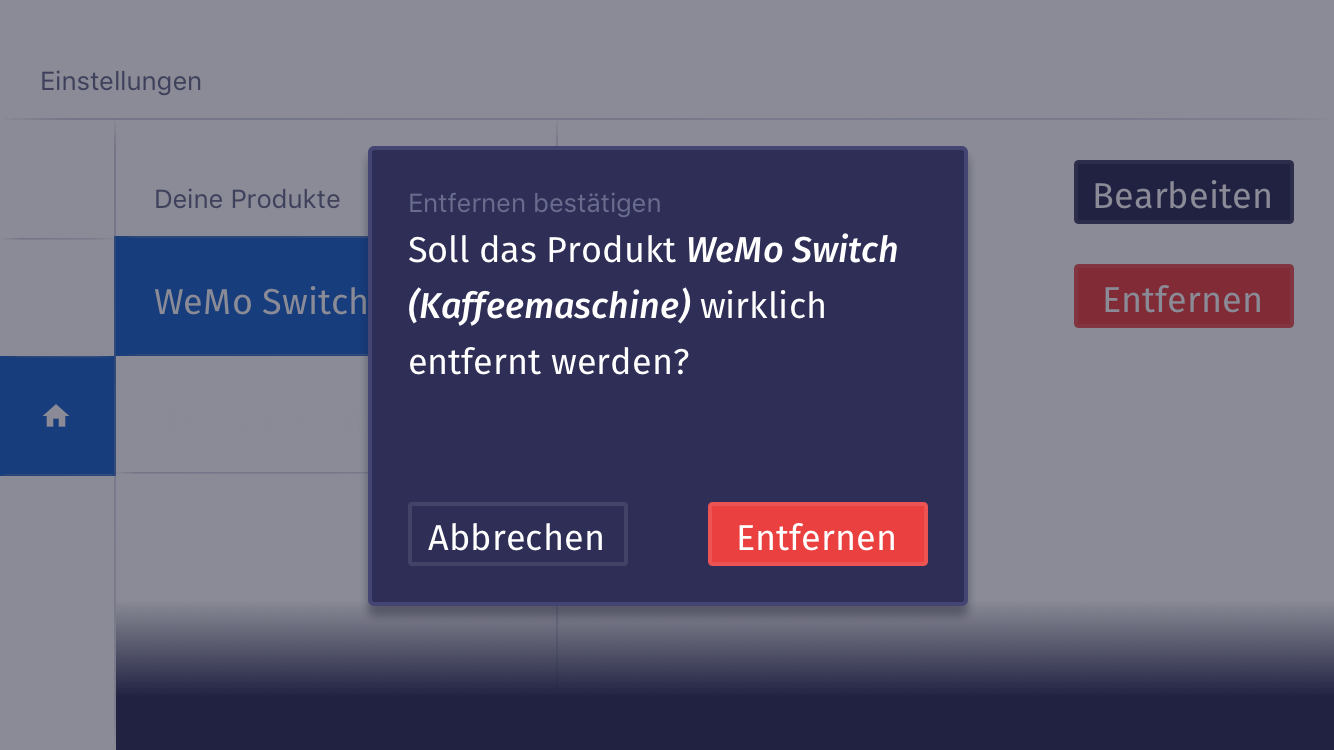 Einstellungen
Deine Produkte
WeMo Switch
Bearbeiten
Entfernen
Entfernen bestätigen
Soll das Produkt WeMo Switch
(Kaffeemaschine) wirklich
entfernt werden?
Abbrechen
Entfernen